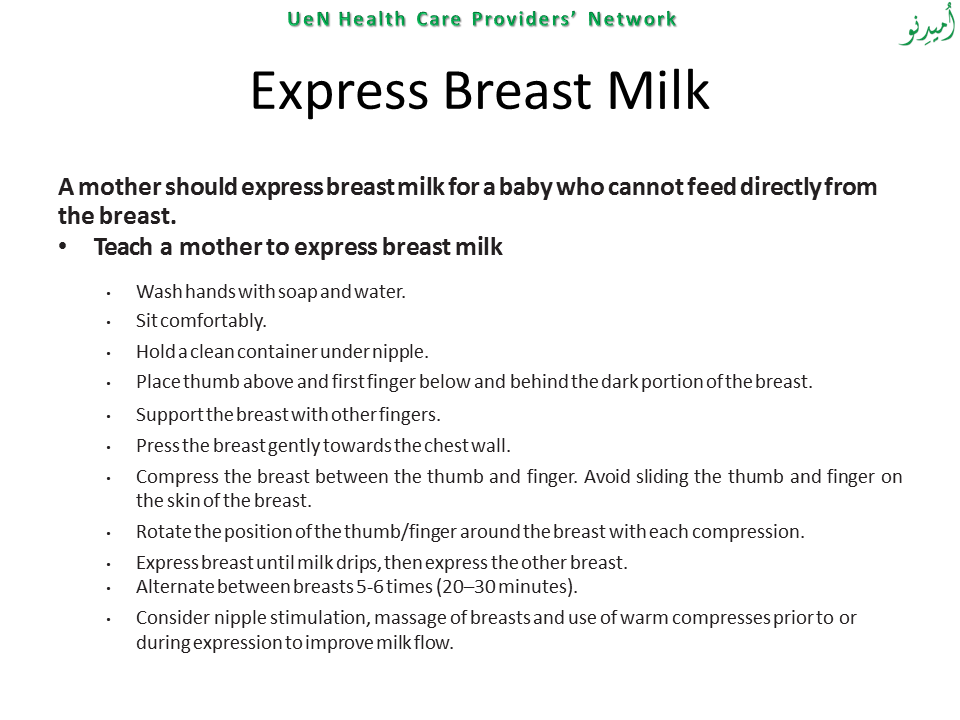 UeN Health Care Providers’ Network
اُمیدِنو
Express Breast Milk
A mother should express breast milk for a baby who cannot feed directly from
the breast.
• Teach a mother to express breast milk
• Wash hands with soap and water.
• Sit comfortably.
• Hold a clean container under nipple.
• Place thumb above and first finger below and behind the dark portion of the breast.
• Support the breast with other fingers.
• Press the breast gently towards the chest wall.
• Compress the breast between the thumb and finger. Avoid sliding the thumb and finger on
the skin of the breast.
• Rotate the position of the thumb/finger around the breast with each compression.
• Express breast until milk drips, then express the other breast.
• Alternate between breasts 5-6 times (20–30 minutes).
• Consider nipple stimulation, massage of breasts and use of warm compresses prior to or
during expression to improve milk flow.